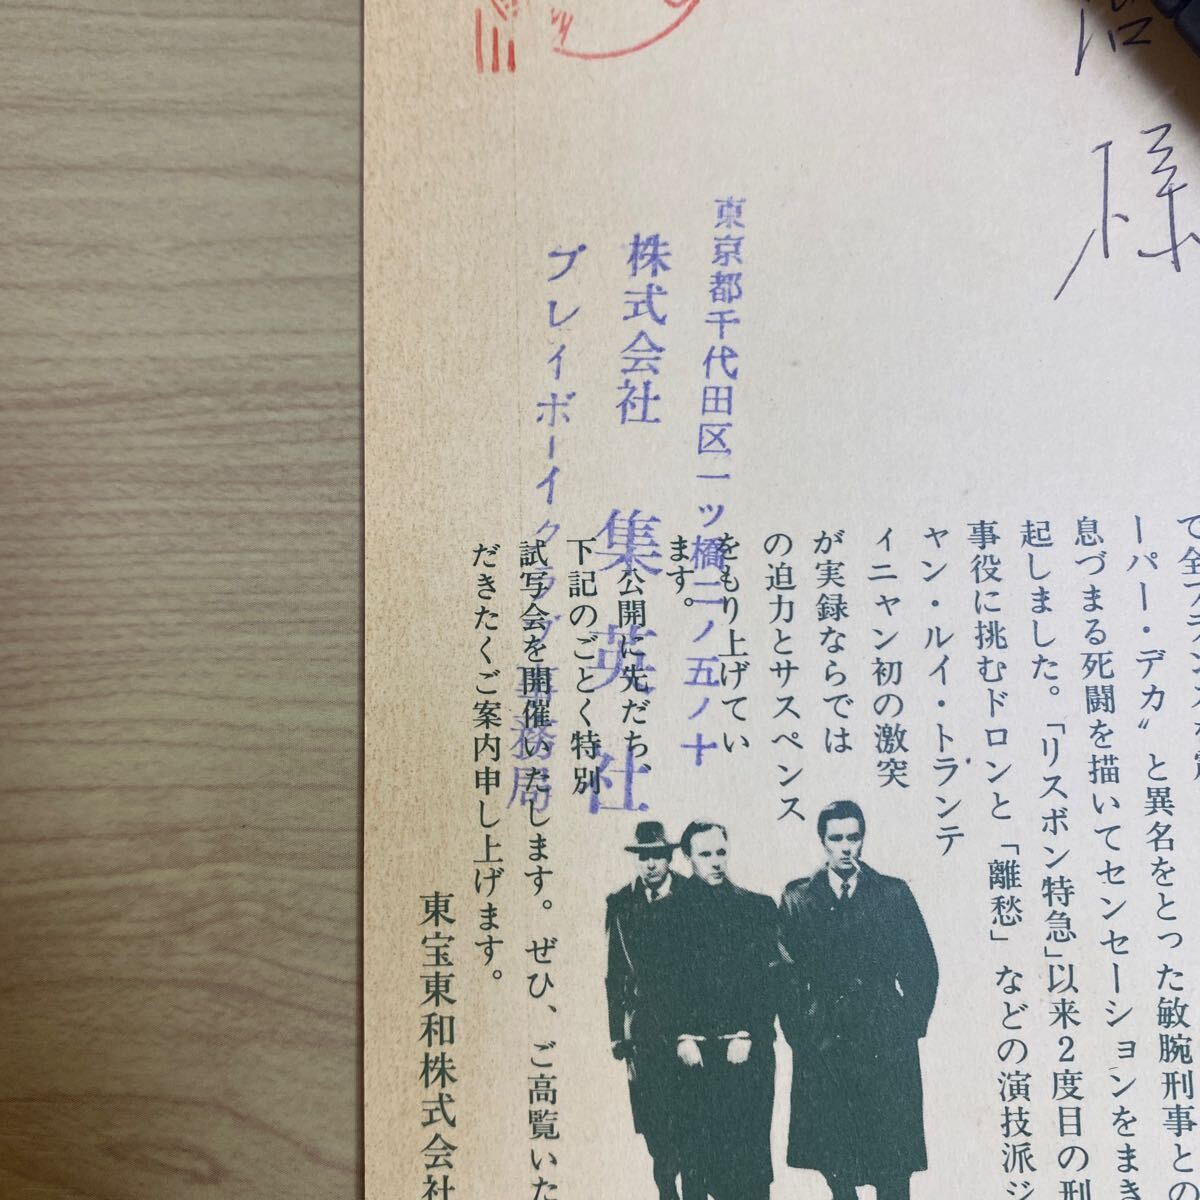 様
東京都千代田区一ツ橋二ノ五ノ十
株式会社 集英社
プレイボーイクラブ事務局
ーパー・デカ〟と異名をとった敏腕刑事との
息づまる死闘を描いてセンセーションをまき
起しました。「リスボン特急」以来2度目の刑
事役に挑むドロンと「離愁」などの演技派ジ
ャン・ルイ・トランテ
ィニャン初の激突
が実録ならでは
の迫力とサスペンス
をもり上げてい
ます。
公開に先だち、
下記のごとく特別
試写会を開催いたします。ぜひ、ご高覧いた
だきたくご案内申し上げます。
東宝東和株式会社